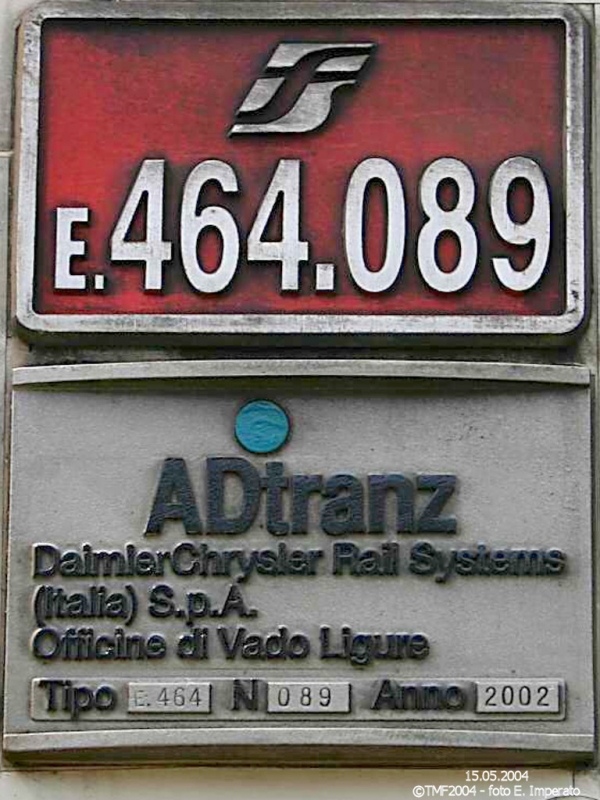 E.464.089
ADtranz
DaimlerChrysler Rail Systems
(Italia) S.p.A.
Officine di Vado Ligure
Tipo E.464 N 089 Anno 2002
15.05.2004
©TMF2004 - foto E. Imperato